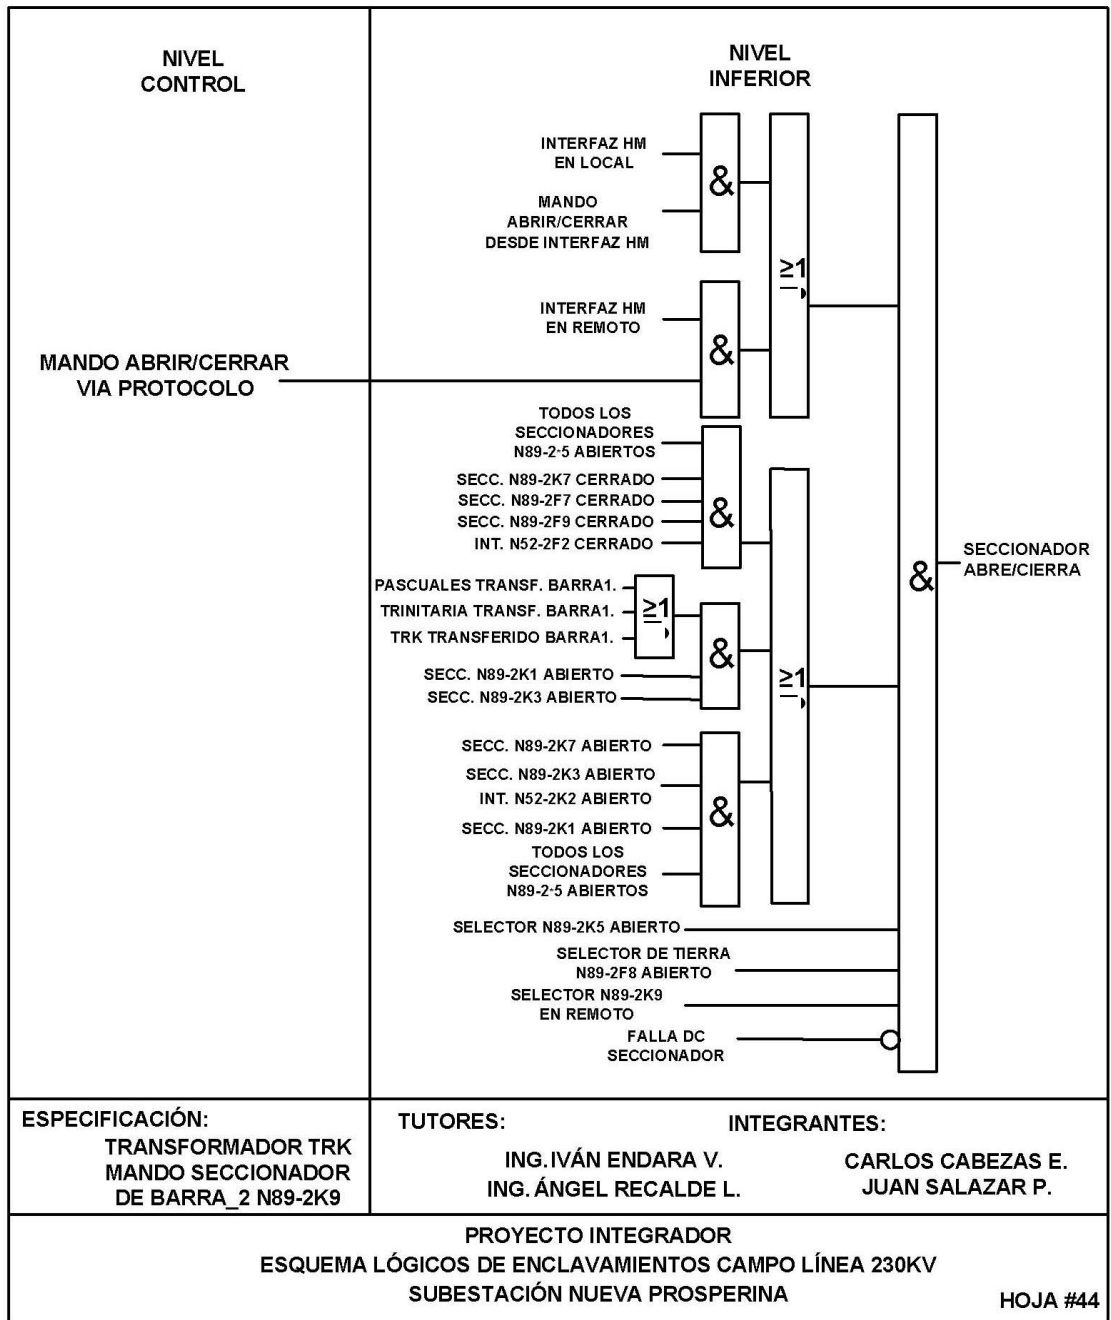 NIVEL
CONTROL
NIVEL
INFERIOR
INTERFAZ HM
EN LOCAL
&
MANDO
ABRIR/CERRAR
DESDE INTERFAZ HM
≥1
INTERFAZ HM
EN REMOTO
&
MANDO ABRIR/CERRAR
VIA PROTOCOLO
TODOS LOS
SECCIONADORES
N89-2*5 ABIERTOS
SECC. N89-2K7 CERRADO
SECC. N89-2F7 CERRADO
SECC. N89-2F9 CERRADO
INT. N52-2F2 CERRADO
&
PASCUALES TRANSF. BARRA1.
TRINITARIA TRANSF. BARRA1.
TRK TRANSFERIDO BARRA1.
≥1
SECC. N89-2K1 ABIERTO
SECC. N89-2K3 ABIERTO
&
≥1
SECC. N89-2K7 ABIERTO
SECC. N89-2K3 ABIERTO
INT. N52-2K2 ABIERTO
SECC. N89-2K1 ABIERTO
TODOS LOS
SECCIONADORES
N89-2*5 ABIERTOS
&
SELECTOR N89-2K5 ABIERTO
SELECTOR DE TIERRA
N89-2F8 ABIERTO
SELECTOR N89-2K9
EN REMOTO
FALLA DC
SECCIONADOR
&
SECCIONADOR
ABRE/CIERRA
ESPECIFICACIÓN:
TRANSFORMADOR TRK
MANDO SECCIONADOR
DE BARRA_2 N89-2K9
TUTORES:
ING.IVÁN ENDARA V.
ING. ÁNGEL RECALDE L.
INTEGRANTES:
CARLOS CABEZAS E.
JUAN SALAZAR P.
PROYECTO INTEGRADOR
ESQUEMA LÓGICOS DE ENCLAVAMIENTOS CAMPO LÍNEA 230KV
SUBESTACIÓN NUEVA PROSPERINA
HOJA #44